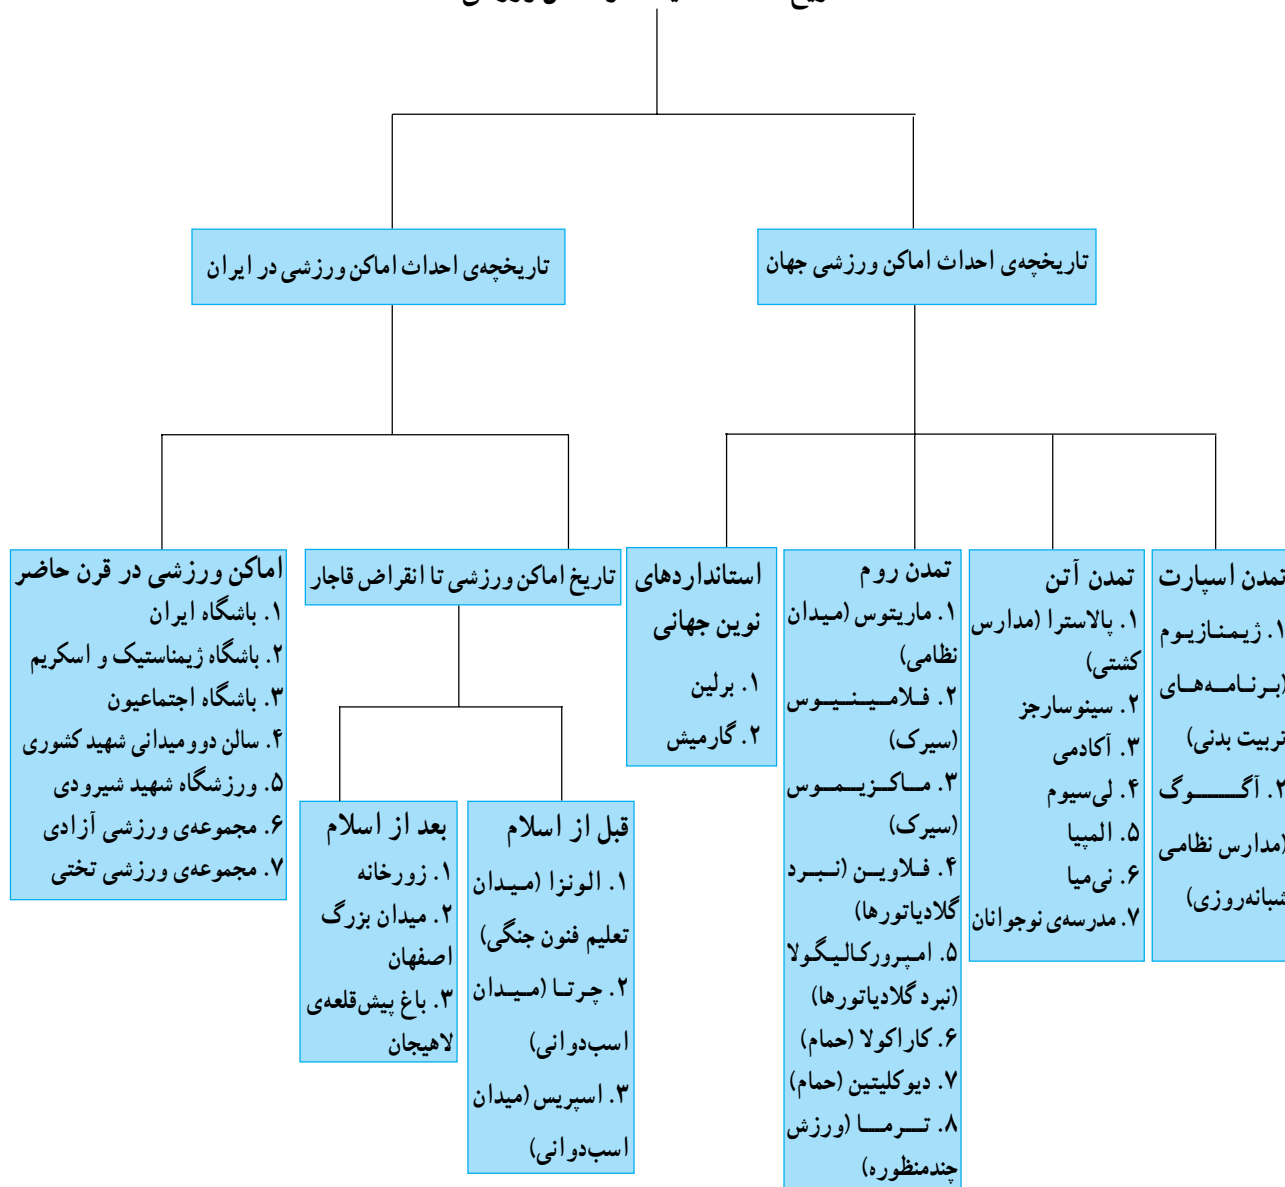 تاریخچه‌ی احداث اماکن ورزشی جهان
تاریخچه‌ی احداث اماکن ورزشی در ایران
تمدن اسپارت
۱. ژیمنازیوم
(برنامه‌های
تربیت بدنی)
۲. آگوگ
(مدارس نظامی
شبانه‌روزی)
تمدن آتن
۱. پالاسترا (مدارس
کشتی)
۲. سینوسارجز
۳. آکادمی
۴. لی‌سیوم
۵. المپیا
۶. نی‌میا
۷. مدرسه‌ی نوجوانان
تمدن روم
۱. ماریتوس (میدان
نظامی)
۲. فلامینیوس
(سیرک)
۳. ماکزیموس
(سیرک)
۴. فلاوین (نبرد
گلادیاتورها)
۵. امپرورکالیگولا
(نبرد گلادیاتورها)
۶. کاراکولا (حمام)
۷. دیوکلیتین (حمام)
۸. ترما (ورزش
چندمنظوره)
استانداردهای
نوین جهانی
۱. برلین
۲. گارمیش
تاریخ اماکن ورزشی تا انقراض قاجار
قبل از اسلام
۱. الونزا (میدان
تعلیم فنون جنگی)
۲. چرتا (میدان
اسب‌دوانی)
۳. اسپریس (میدان
اسب‌دوانی)
بعد از اسلام
۱. زورخانه
۲. میدان بزرگ
اصفهان
۳. باغ پیش‌قلعه‌ی
لاهیجان
اماکن ورزشی در قرن حاضر
۱. باشگاه ایران
۲. باشگاه ژیمناستیک و اسکریم
۳. باشگاه اجتماعیون
۴. سالن دوومیدانی شهید کشوری
۵. ورزشگاه شهید شیرودی
۶. مجموعه‌ی ورزشی آزادی
۷. مجموعه‌ی ورزشی تختی